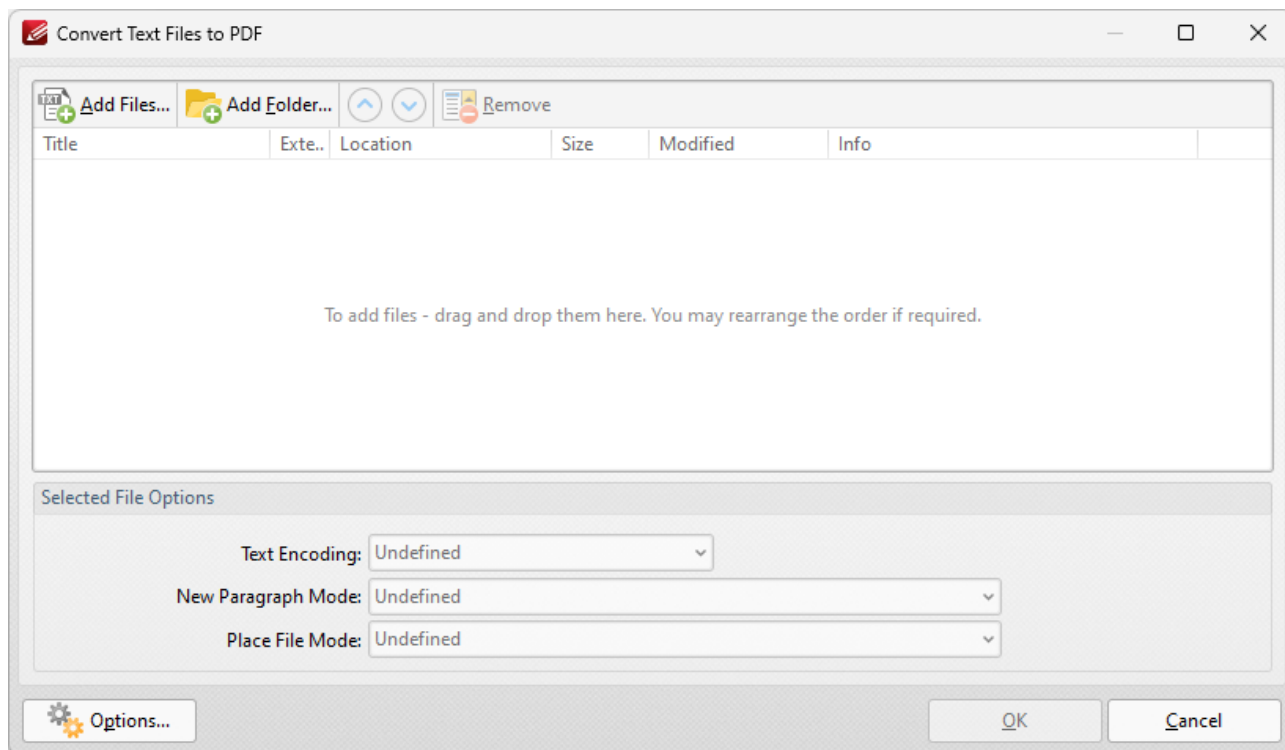 Convert Text Files to PDF
TXT Add Files... Add Folder... Remove
Title Exte.. Location Size Modified Info
To add files - drag and drop them here. You may rearrange the order if required.
Selected File Options
Text Encoding: Undefined
New Paragraph Mode: Undefined
Place File Mode: Undefined
Options... OK Cancel